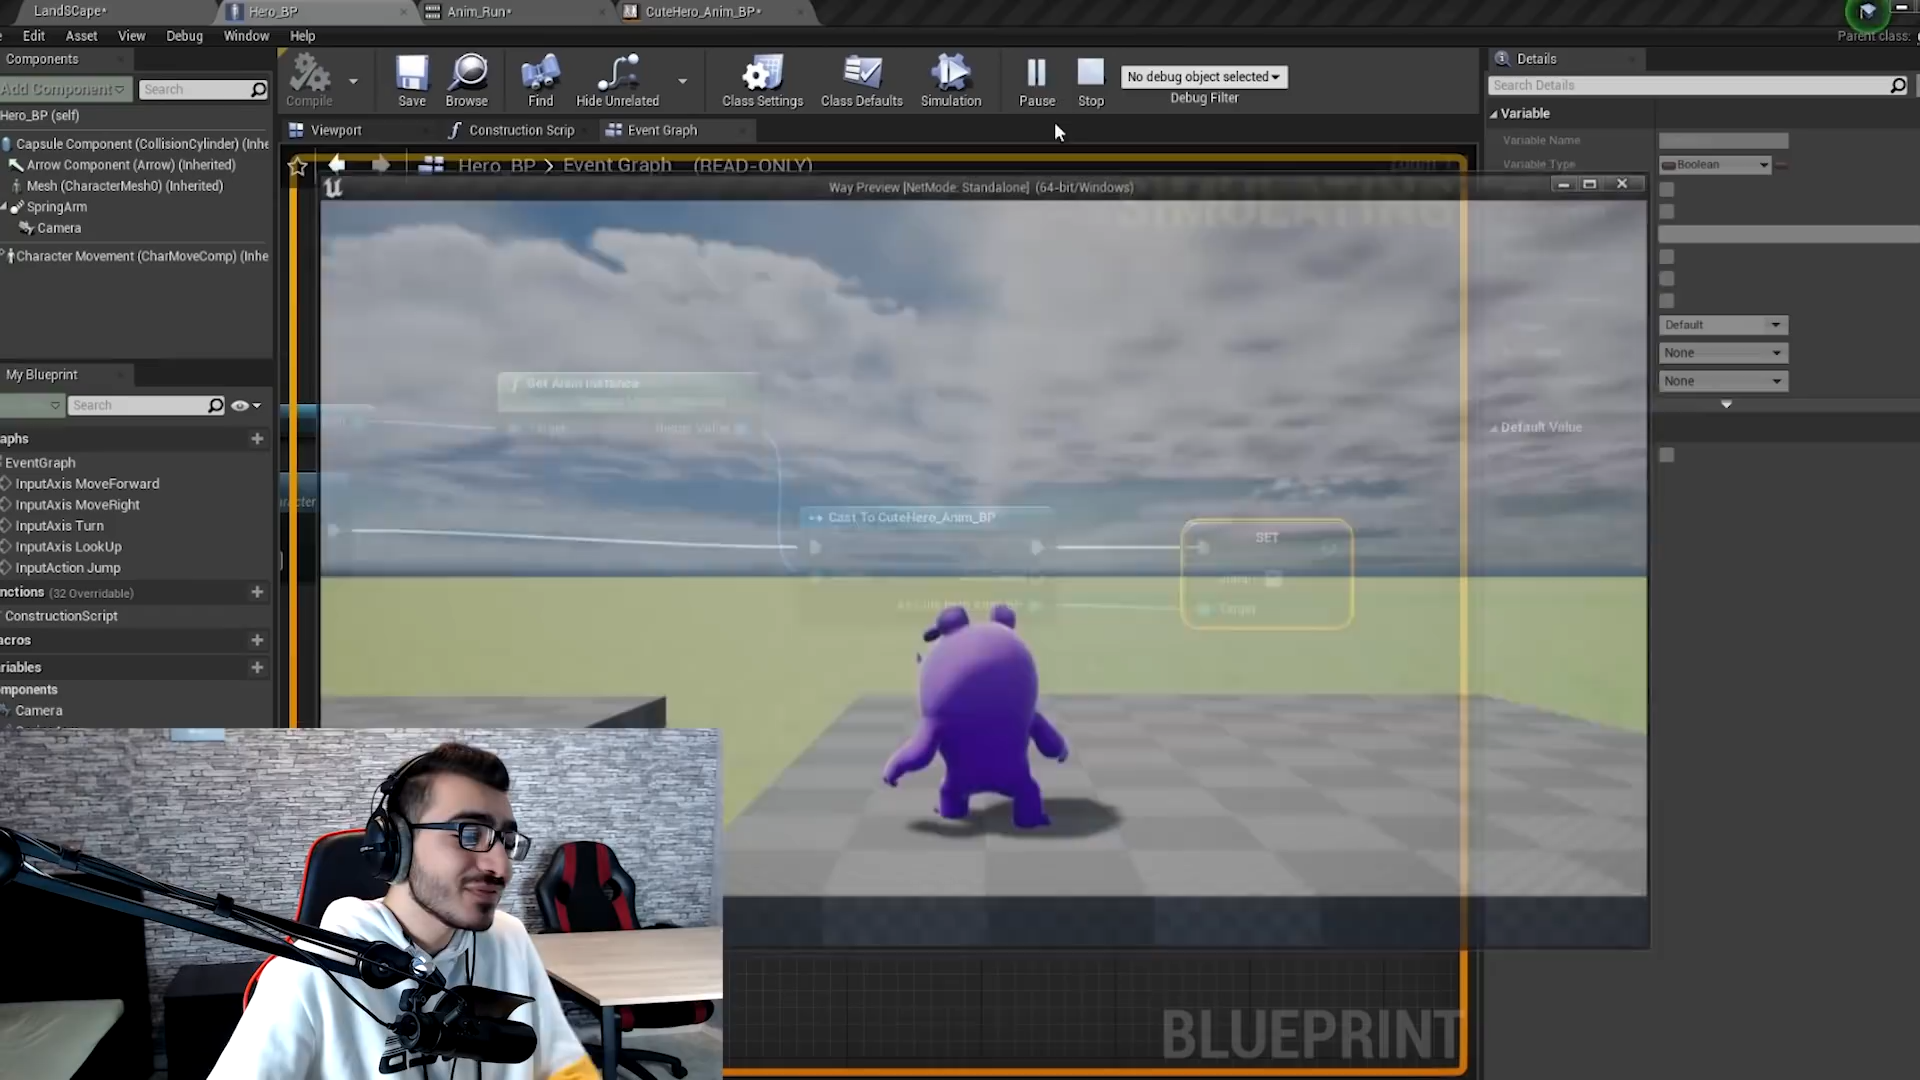 LandSCape*
Hero_BP
Anim_Run*
CuteHero_Anim_BP*
Edit Asset View Debug Window Help
Parent class:
Components
Add Component
Search
Hero_BP (self)
Capsule Component (CollisionCylinder) (Inhe
Arrow Component (Arrow) (Inherited)
Mesh (CharacterMesh0) (Inherited)
SpringArm
Camera
Character Movement (CharMoveComp) (Inhe
My Blueprint
Search
aphs
EventGraph
InputAxis MoveForward
InputAxis MoveRight
InputAxis Turn
InputAxis LookUp
InputAction Jump
nctions (32 Overridable)
ConstructionScript
acros
riables
mponents
Camera
Compile
Save
Browse
Find
Hide Unrelated
Class Settings
Class Defaults
Simulation
Pause
Stop
No debug object selected
Debug Filter
Viewport
Construction Scrip
Event Graph
Hero_BP > Event Graph (READ-ONLY)
SIMULATING
Way Preview [NetMode: Standalone] (64-bit/Windows)
Get Anim Instance
Target
Return Value
Cast To CuteHero_Anim_BP
SET
Target
BLUEPRINT
Details
Search Details
Variable
Variable Name
Variable Type
Boolean
Default
None
None
Default Value